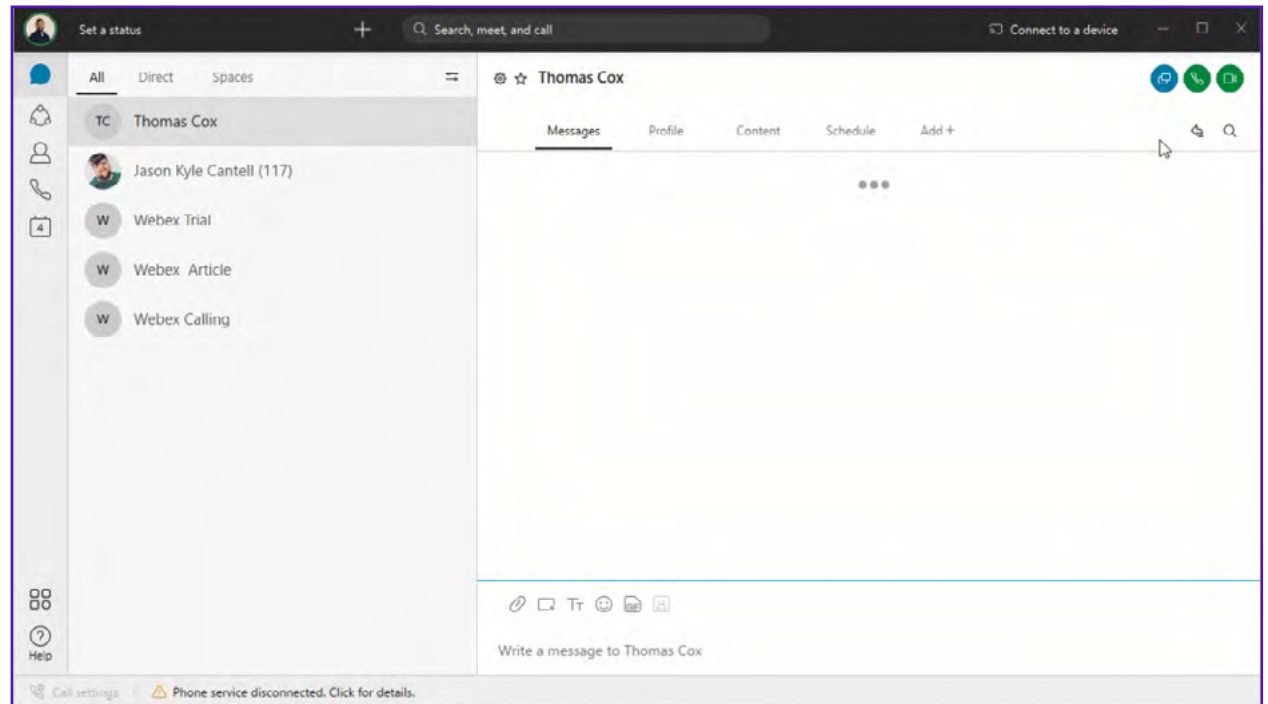 Set a status
Search, meet, and call
Connect to a device
All Direct Spaces
Thomas Cox
TC Thomas Cox
Jason Kyle Cantell (117)
W Webex Trial
W Webex Article
W Webex Calling
4
Messages Profile Content Schedule Add +
GIF
Write a message to Thomas Cox
Help
Call settings
Phone service disconnected. Click for details.